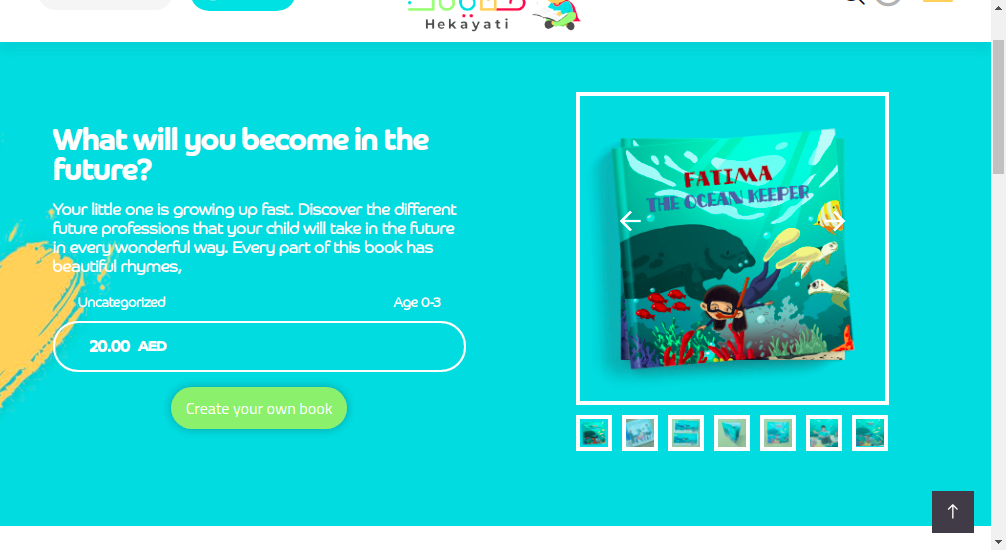 Hekayati
What will you become in the
future?
Your little one is growing up fast. Discover the different
future professions that your child will take in the future
in every wonderful way. Every part of this book has
beautiful rhymes,
Uncategorized
Age 0-3
20.00 AED
Create your own book
FATIMA
THE OCEAN KEEPER